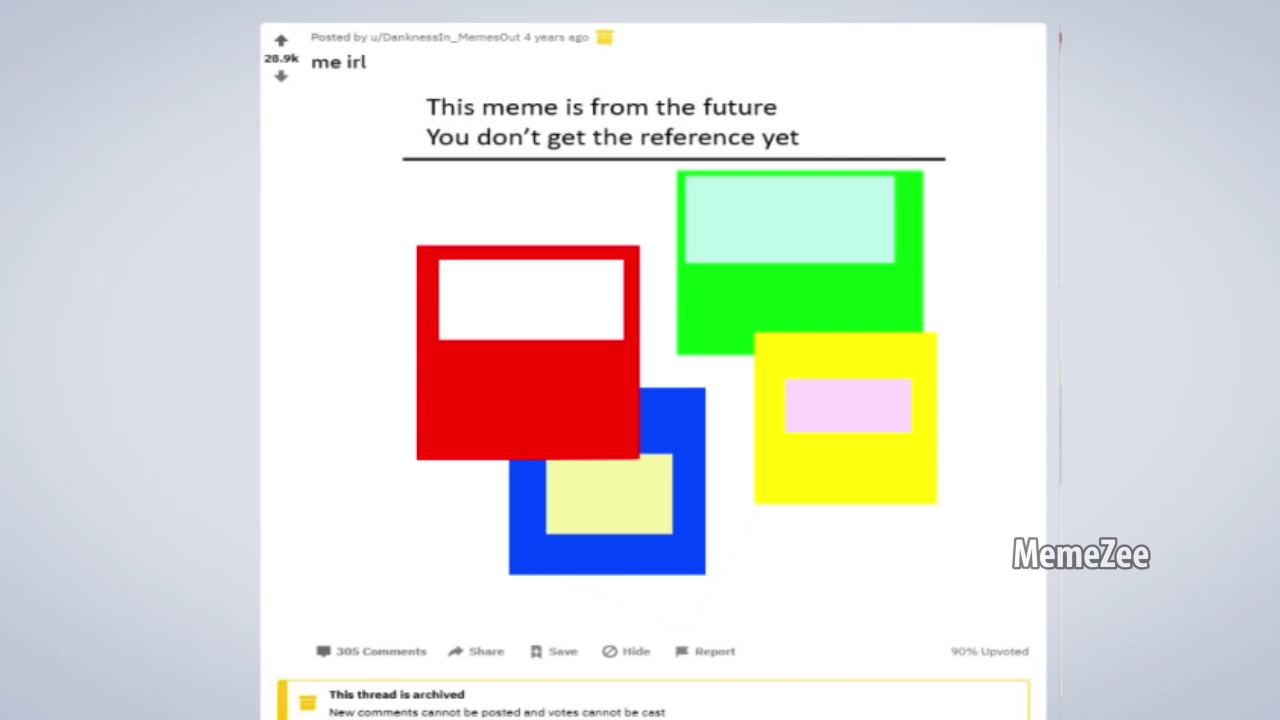 Posted by u/DanknessIn_MemesOut 4 years ago
28.9k
me irl
This meme is from the future
You don't get the reference yet
MemeZee
305 Comments Share Save Hide Report 90% Upvoted
This thread is archived
New comments cannot be posted and votes cannot be cast